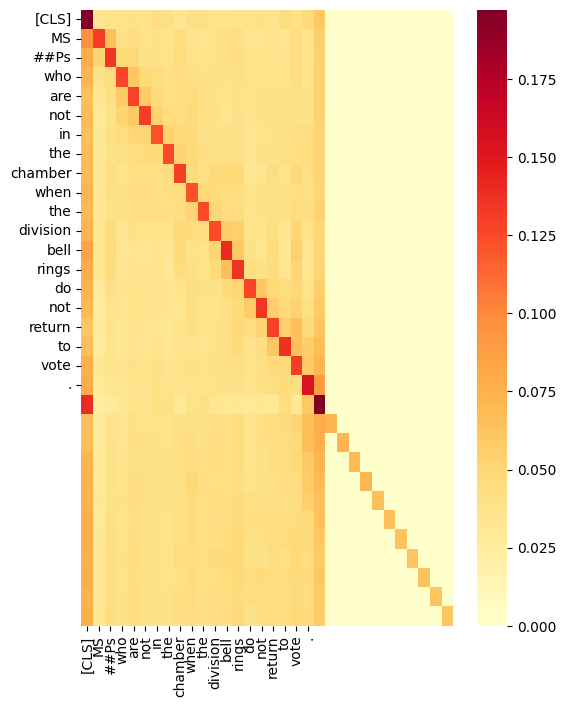 [CLS]
MS
##Ps
who
are
not
in
the
chamber
when
the
division
bell
rings
do
not
return
to
vote
.
0.175
0.150
0.125
0.100
0.075
0.050
0.025
0.000
[CLS]
MS
##Ps
who
are
not
in
the
chamber
when
the
division
bell
rings
do
not
return
to
vote
.